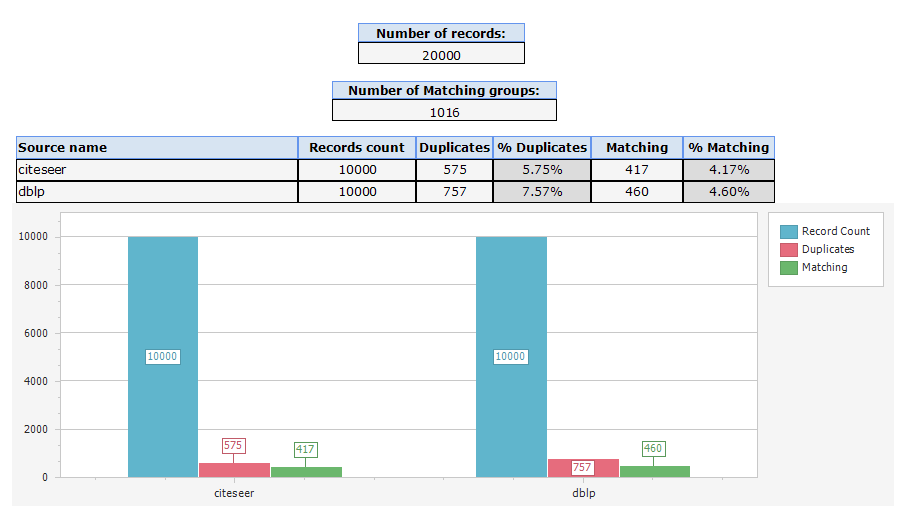 Number of records:
20000
Number of Matching groups:
1016
Source name Records count Duplicates % Duplicates Matching % Matching
citeseer 10000 575 5.75% 417 4.17%
dblp 10000 757 7.57% 460 4.60%
10000
8000
6000
4000
2000
0
10000
575
417
10000
757
460
citeseer
dblp
Record Count
Duplicates
Matching